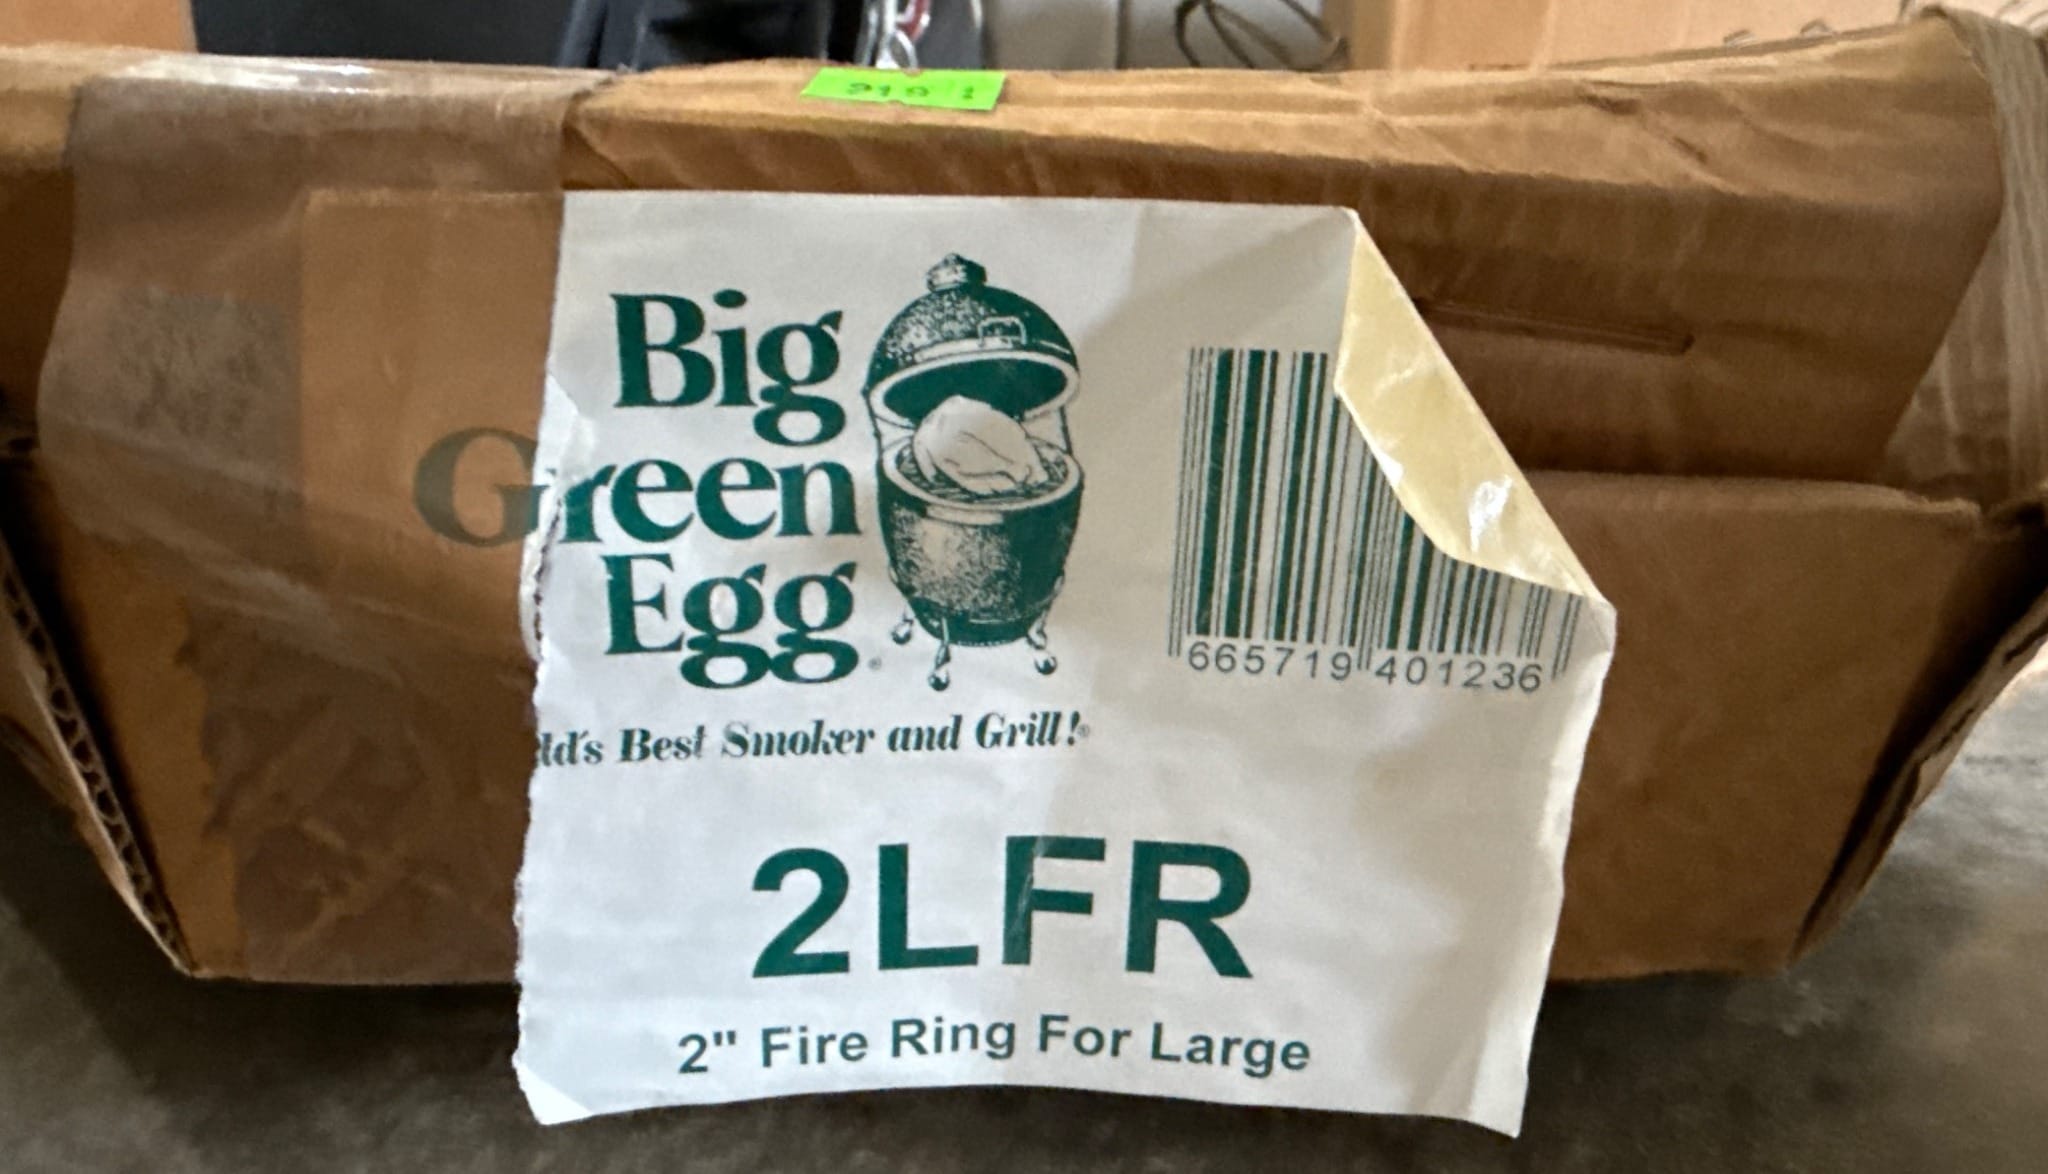 Big
Green
Egg®
ld's Best Smoker and Grill!®
665719 401236
2LFR
2" Fire Ring For Large